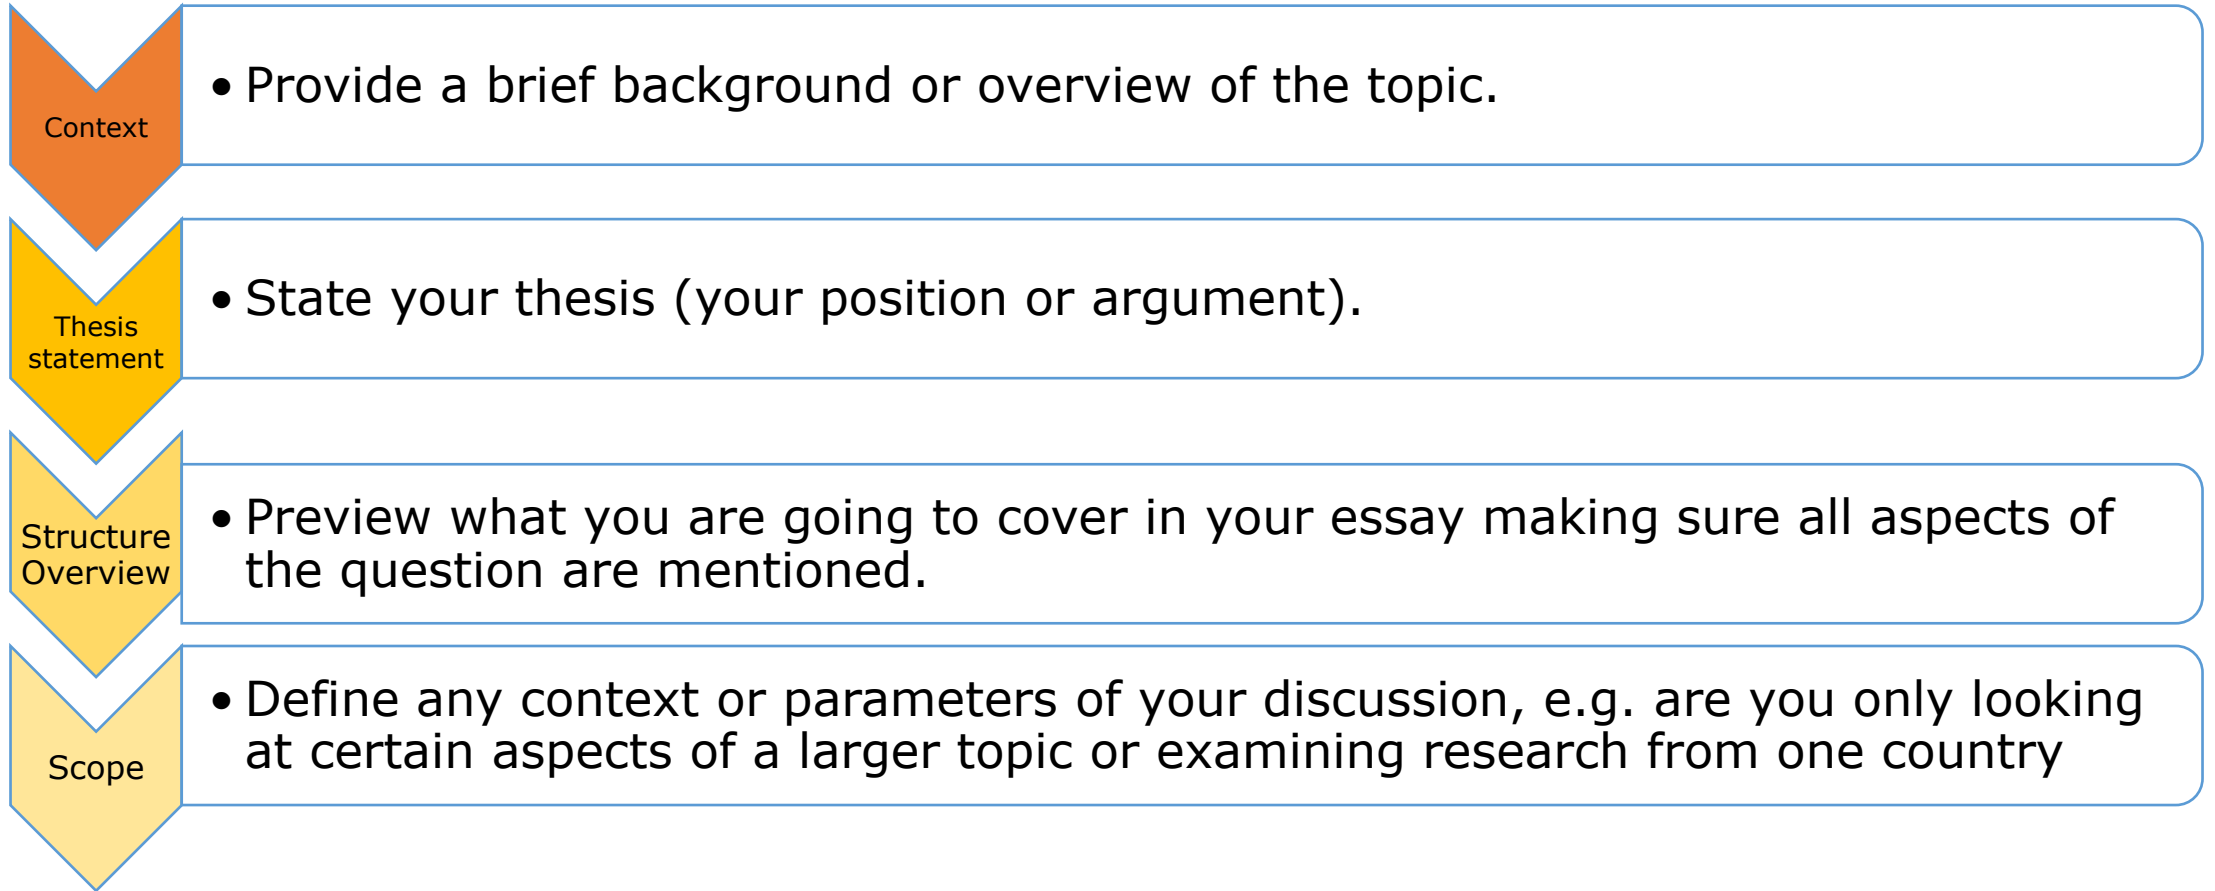 Context
• Provide a brief background or overview of the topic.
Thesis
statement
• State your thesis (your position or argument).
Structure
Overview
• Preview what you are going to cover in your essay making sure all aspects of
the question are mentioned.
Scope
• Define any context or parameters of your discussion, e.g. are you only looking
at certain aspects of a larger topic or examining research from one country